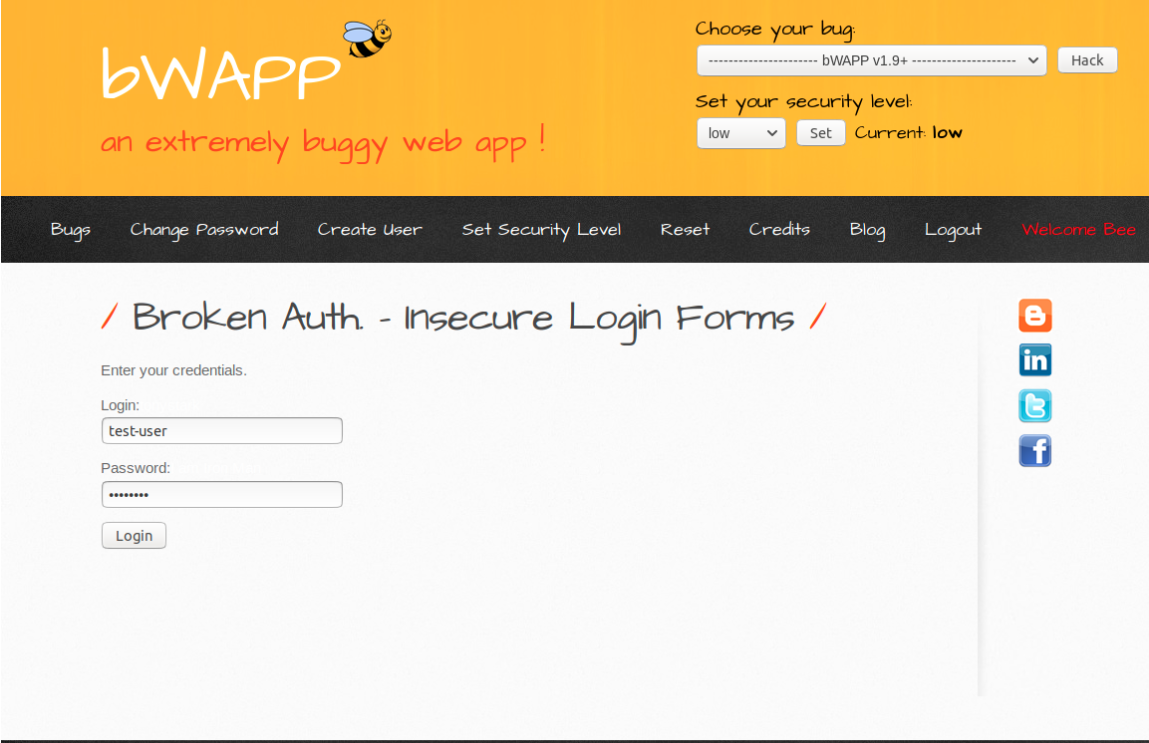 bWAPP
an extremely buggy web app !
Choose your bug:
---------------------- bWAPP v1.9+ ---------------------
Hack
Set your security level:
low
Set
Current: low
Bugs
Change Password
Create User
Set Security Level
Reset
Credits
Blog
Logout
Welcome Bee
/ Broken Auth. - Insecure Login Forms /
Enter your credentials.
Login:
test-user
Password:
••••••••
Login
in